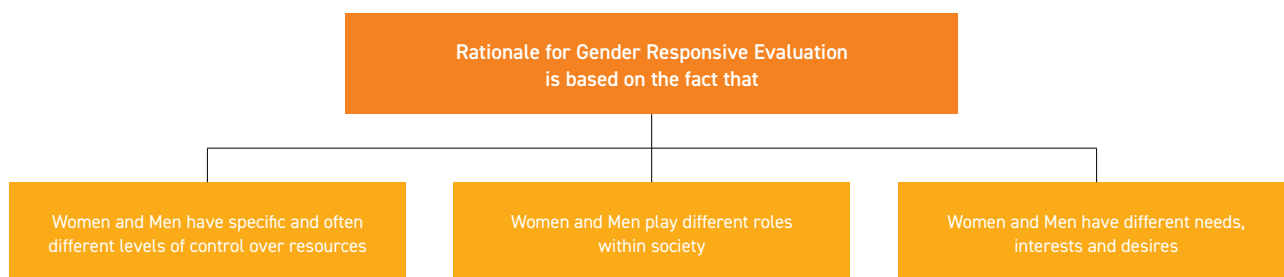 Rationale for Gender Responsive Evaluation
is based on the fact that
Women and Men have specific and often
different levels of control over resources
Women and Men play different roles
within society
Women and Men have different needs,
interests and desires